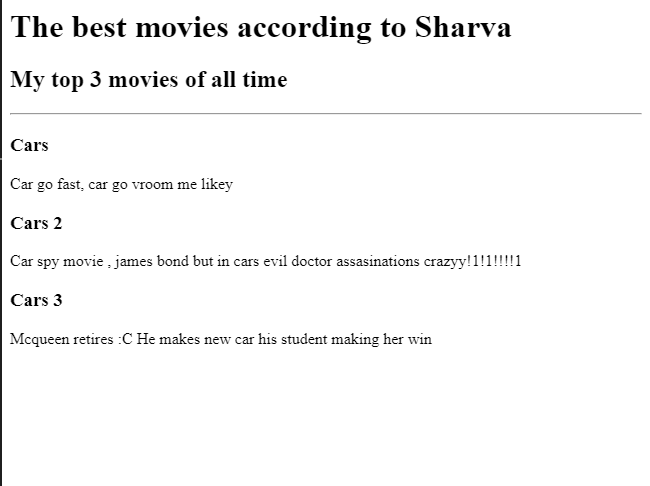 The best movies according to Sharva
My top 3 movies of all time
Cars
Car go fast, car go vroom me likey
Cars 2
Car spy movie , james bond but in cars evil doctor assasinations crazyy!1!1!!!!1
Cars 3
Mcqueen retires :C He makes new car his student making her win